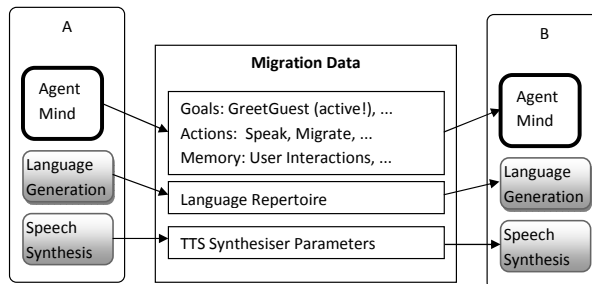 A
Agent
Mind
Language
Generation
Speech
Synthesis
Migration Data
Goals: GreetGuest (active!), ...
Actions: Speak, Migrate, ...
Memory: User Interactions, ...
Language Repertoire
TTS Synthesiser Parameters
B
Agent
Mind
Language
Generation
Speech
Synthesis